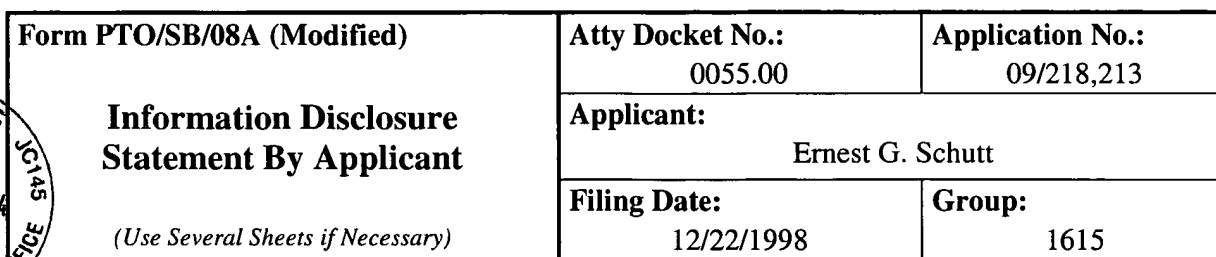 Form PTO/SB/08A (Modified)
Information Disclosure
Statement By Applicant
(Use Several Sheets if Necessary)
Atty Docket No.:
0055.00
Application No.:
09/218,213
Applicant:
Ernest G. Schutt
Filing Date:
12/22/1998
Group:
1615
JC145